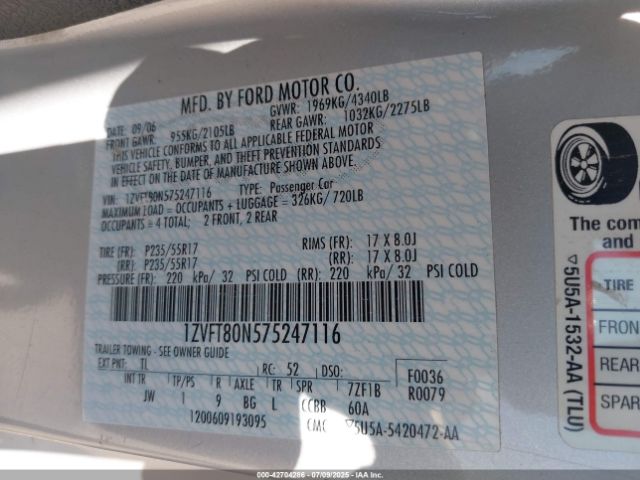 MFD. BY FORD MOTOR CO.
DATE: 09/06 GVWR: 1969KG/4340LB
FRONT GAWR: 955KG/2105LB REAR GAWR: 1032KG/2275LB
THIS VEHICLE CONFORMS TO ALL APPLICABLE FEDERAL MOTOR
VEHICLE SAFETY, BUMPER, AND THEFT PREVENTION STANDARDS
IN EFFECT ON THE DATE OF MANUFACTURE SHOWN ABOVE.
VIN: 1ZVFT80N575247116 TYPE: Passenger Car
MAXIMUM LOAD = OCCUPANTS + LUGGAGE = 326KG/ 720LB
OCCUPANTS = 4 TOTAL; 2 FRONT, 2 REAR
TIRE (FR): P235/55R17 RIMS (FR): 17 X 8.0J
(RR): P235/55R17 (RR): 17 X 8.0J
PRESSURE (FR): 220 kPa/ 32 PSI COLD (RR): 220 kPa/ 32 PSI COLD
1ZVFT80N575247116
TRAILER TOWING - SEE OWNER GUIDE
EXT PNT: TL RC: 52 DSO: F0036
INT TR TP/PS R AXLE TR SPR 7ZF1B R0079
JW I 9 BG L CCBB 60A
1200609193095 CMC ▽5U5A-5420472-AA
The com
and
▽5U5A-1532-AA (TLU)
TIRE
FRON
REAR
SPAR
000-42704286 - 07/09/2025 - IAAI